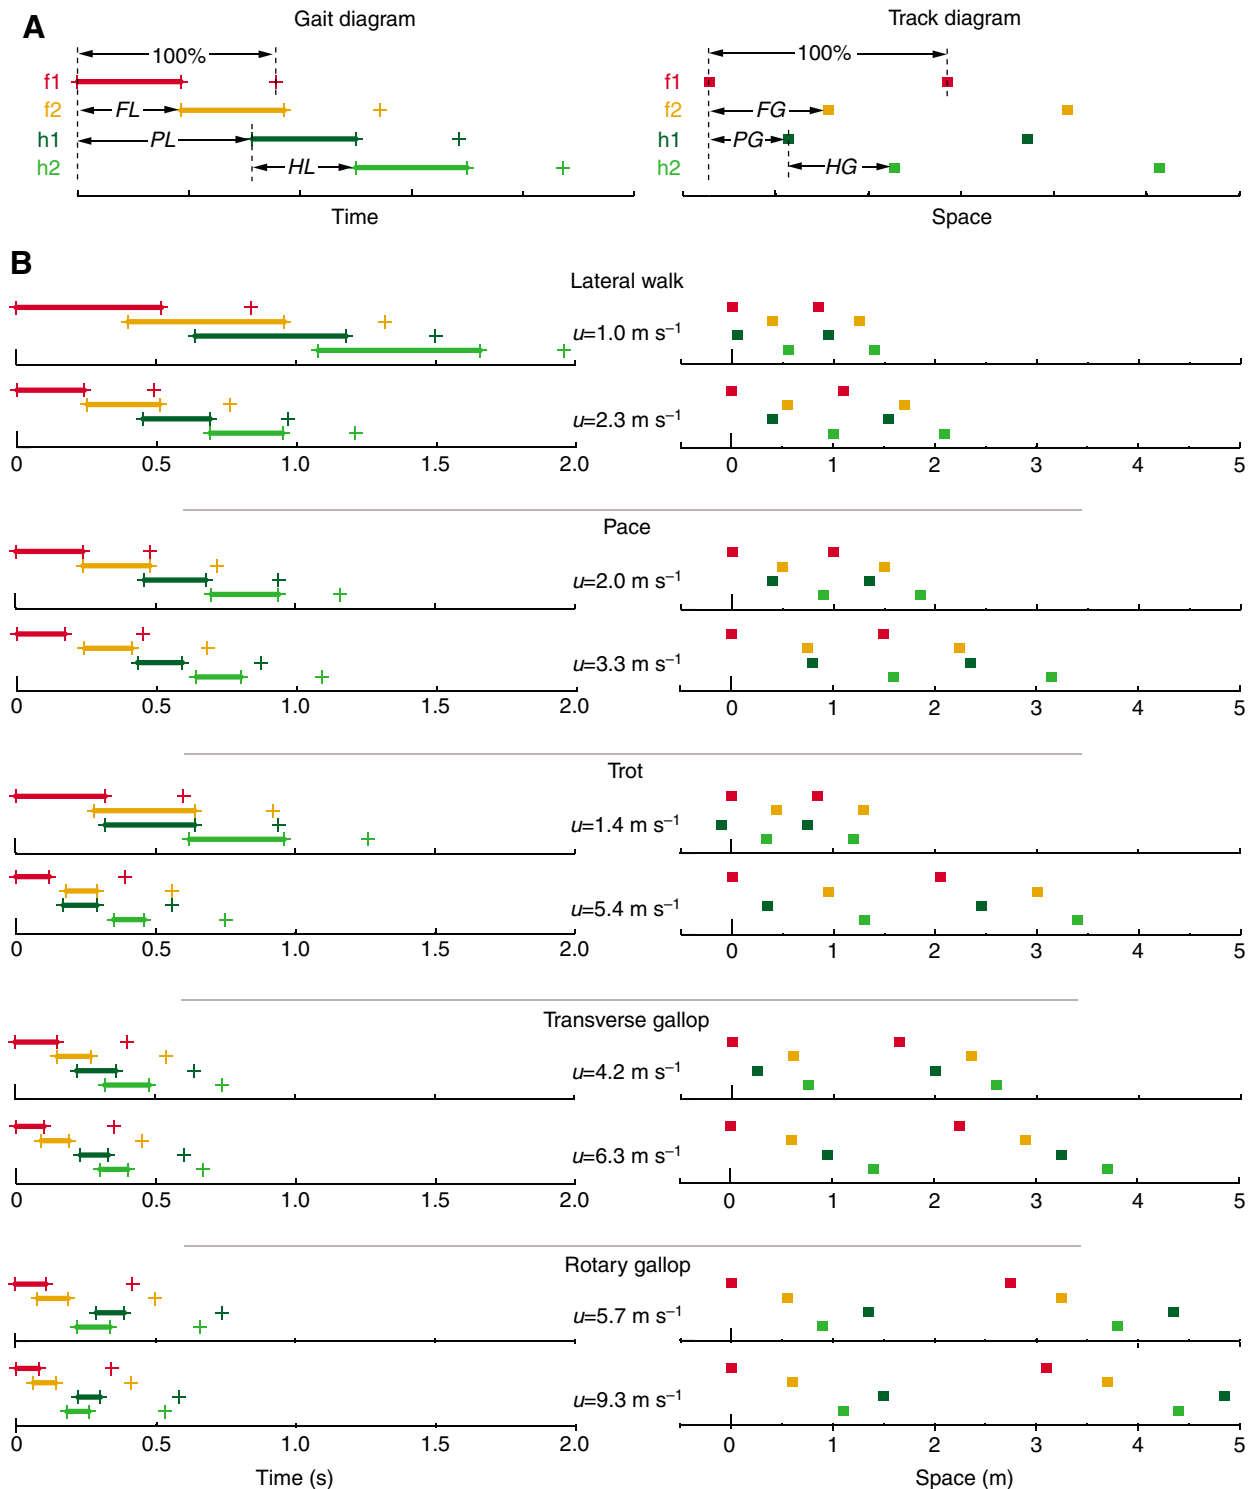 A
Gait diagram
Track diagram
100%
100%
f1
f1
f2
FL
f2
FG
h1
PL
h1
PG
h2
HL
h2
HG
Time
Space
B
Lateral walk
u=1.0 m s−1
u=2.3 m s−1
0 0.5 1.0 1.5 2.0
0 1 2 3 4 5
Pace
u=2.0 m s−1
u=3.3 m s−1
0 0.5 1.0 1.5 2.0
0 1 2 3 4 5
Trot
u=1.4 m s−1
u=5.4 m s−1
0 0.5 1.0 1.5 2.0
0 1 2 3 4 5
Transverse gallop
u=4.2 m s−1
u=6.3 m s−1
0 0.5 1.0 1.5 2.0
0 1 2 3 4 5
Rotary gallop
u=5.7 m s−1
u=9.3 m s−1
0 0.5 1.0 1.5 2.0
0 1 2 3 4 5
Time (s)
Space (m)